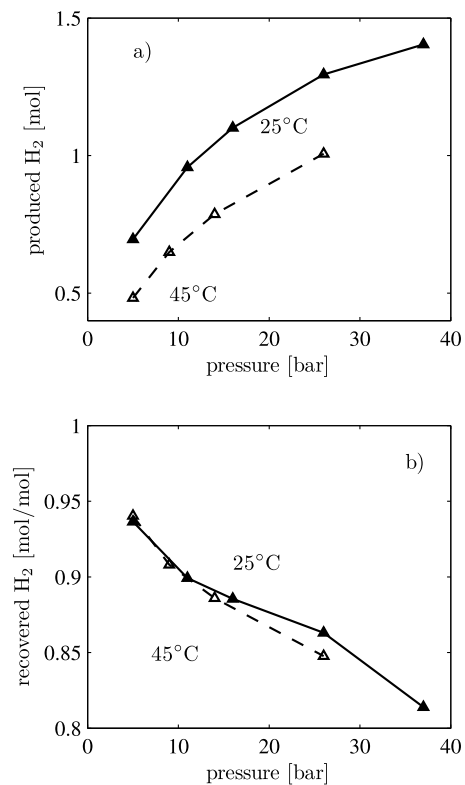 1.5
a)
25°C
1
produced H₂ [mol]
0.5
45°C
0 10 20 30 40
pressure [bar]
1
b)
0.95
recovered H₂ [mol/mol]
25°C
0.9
0.85
45°C
0.8
0 10 20 30 40
pressure [bar]